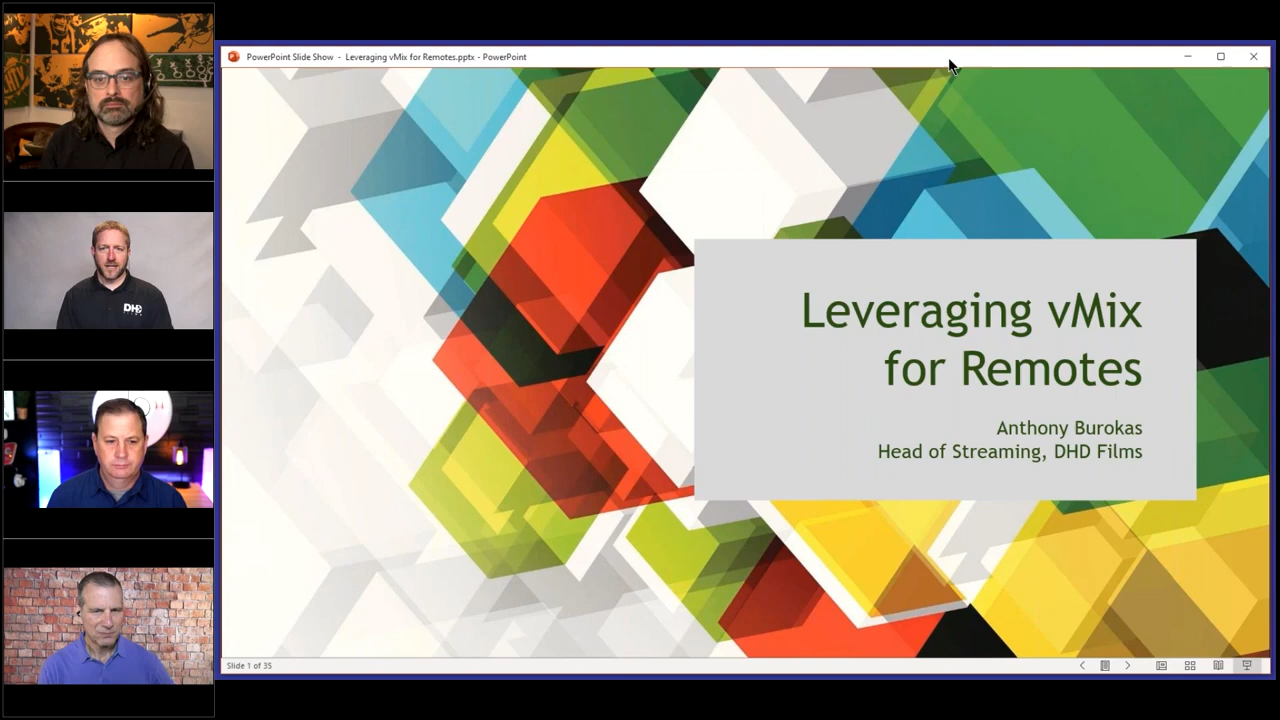 PowerPoint Slide Show - Leveraging vMix for Remotes.pptx - PowerPoint
Leveraging vMix
for Remotes
Anthony Burokas
Head of Streaming, DHD Films
DHD
Slide 1 of 35